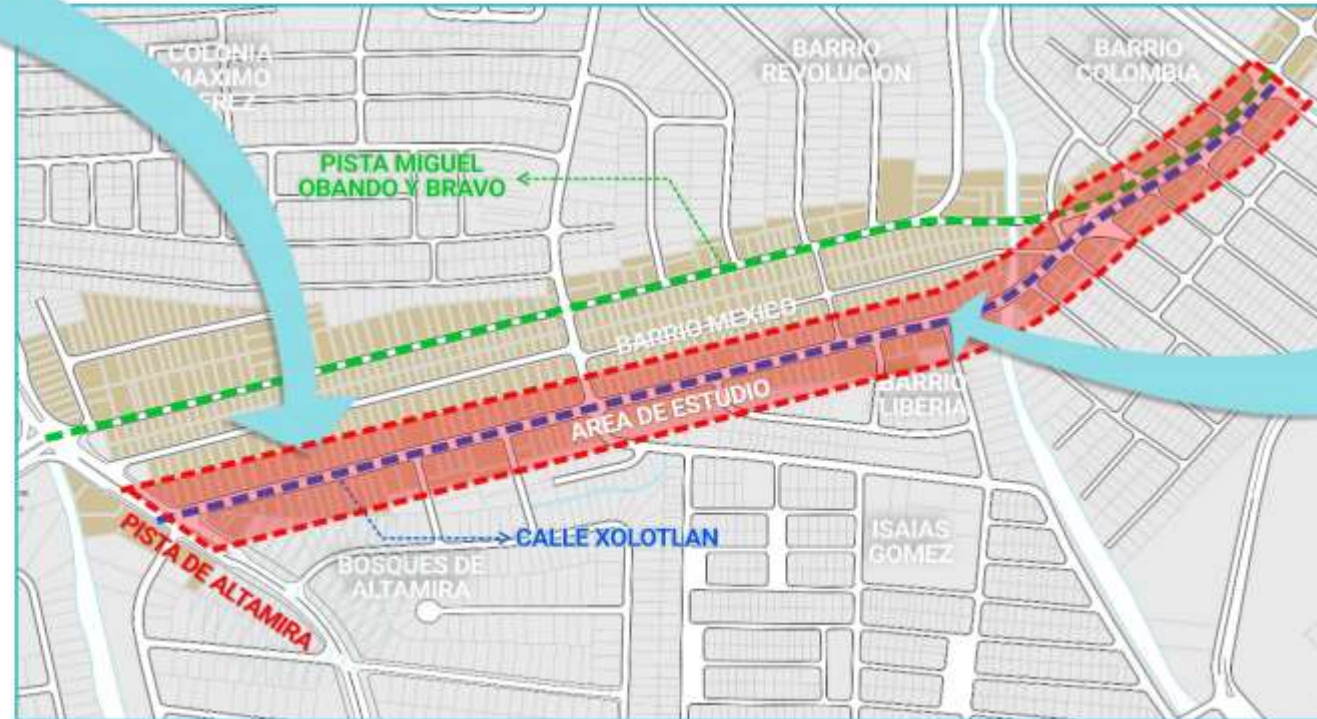 COLONIA
MAXIMO
BARRIO
REVOLUCION
BARRIO
COLOMBIA
PISTA MIGUEL
OBANDO Y BRAVO
BARRIO MEXICO
AREA DE ESTUDIO
BARRIO
LIBERIA
PISTA DE ALTAMIRA
CALLE XOLOTLAN
BOSQUES DE
ALTAMIRA
ISAIAS
GOMEZ